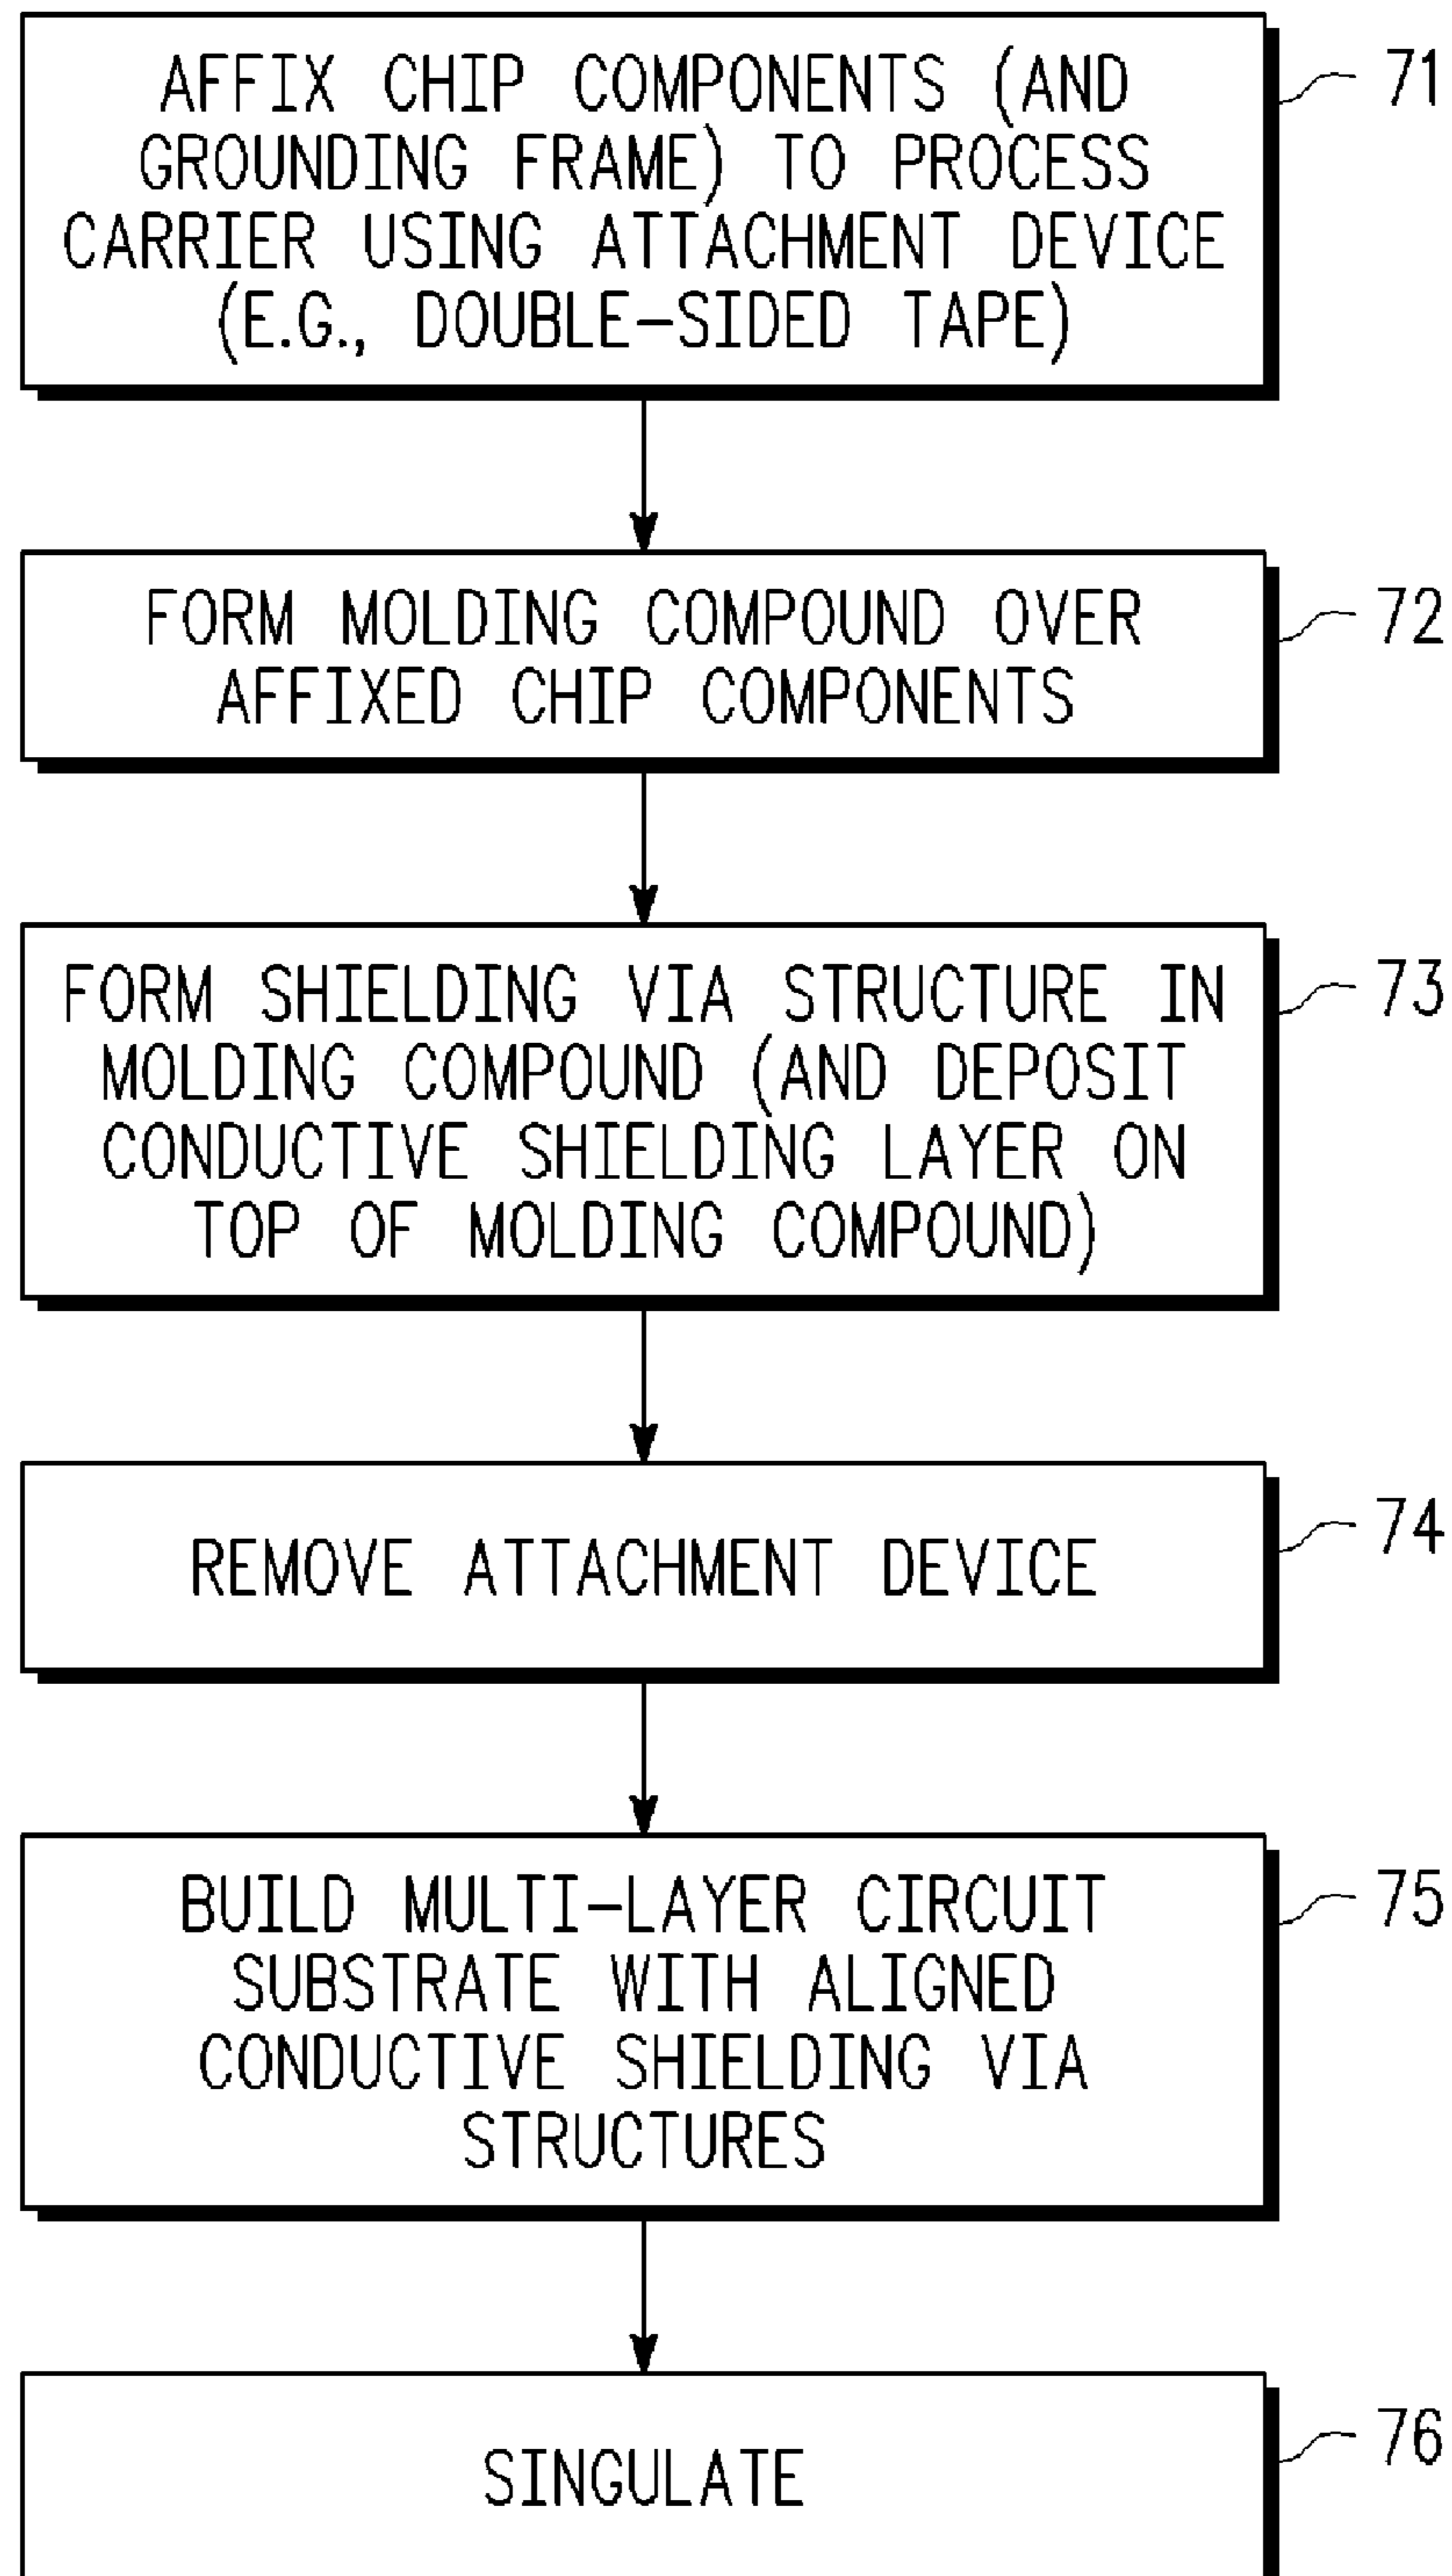 AFFIX CHIP COMPONENTS (AND
GROUNDING FRAME) TO PROCESS
CARRIER USING ATTACHMENT DEVICE
(E.G., DOUBLE-SIDED TAPE)
71
FORM MOLDING COMPOUND OVER
AFFIXED CHIP COMPONENTS
72
FORM SHIELDING VIA STRUCTURE IN
MOLDING COMPOUND (AND DEPOSIT
CONDUCTIVE SHIELDING LAYER ON
TOP OF MOLDING COMPOUND)
73
REMOVE ATTACHMENT DEVICE
74
BUILD MULTI-LAYER CIRCUIT
SUBSTRATE WITH ALIGNED
CONDUCTIVE SHIELDING VIA
STRUCTURES
75
SINGULATE
76